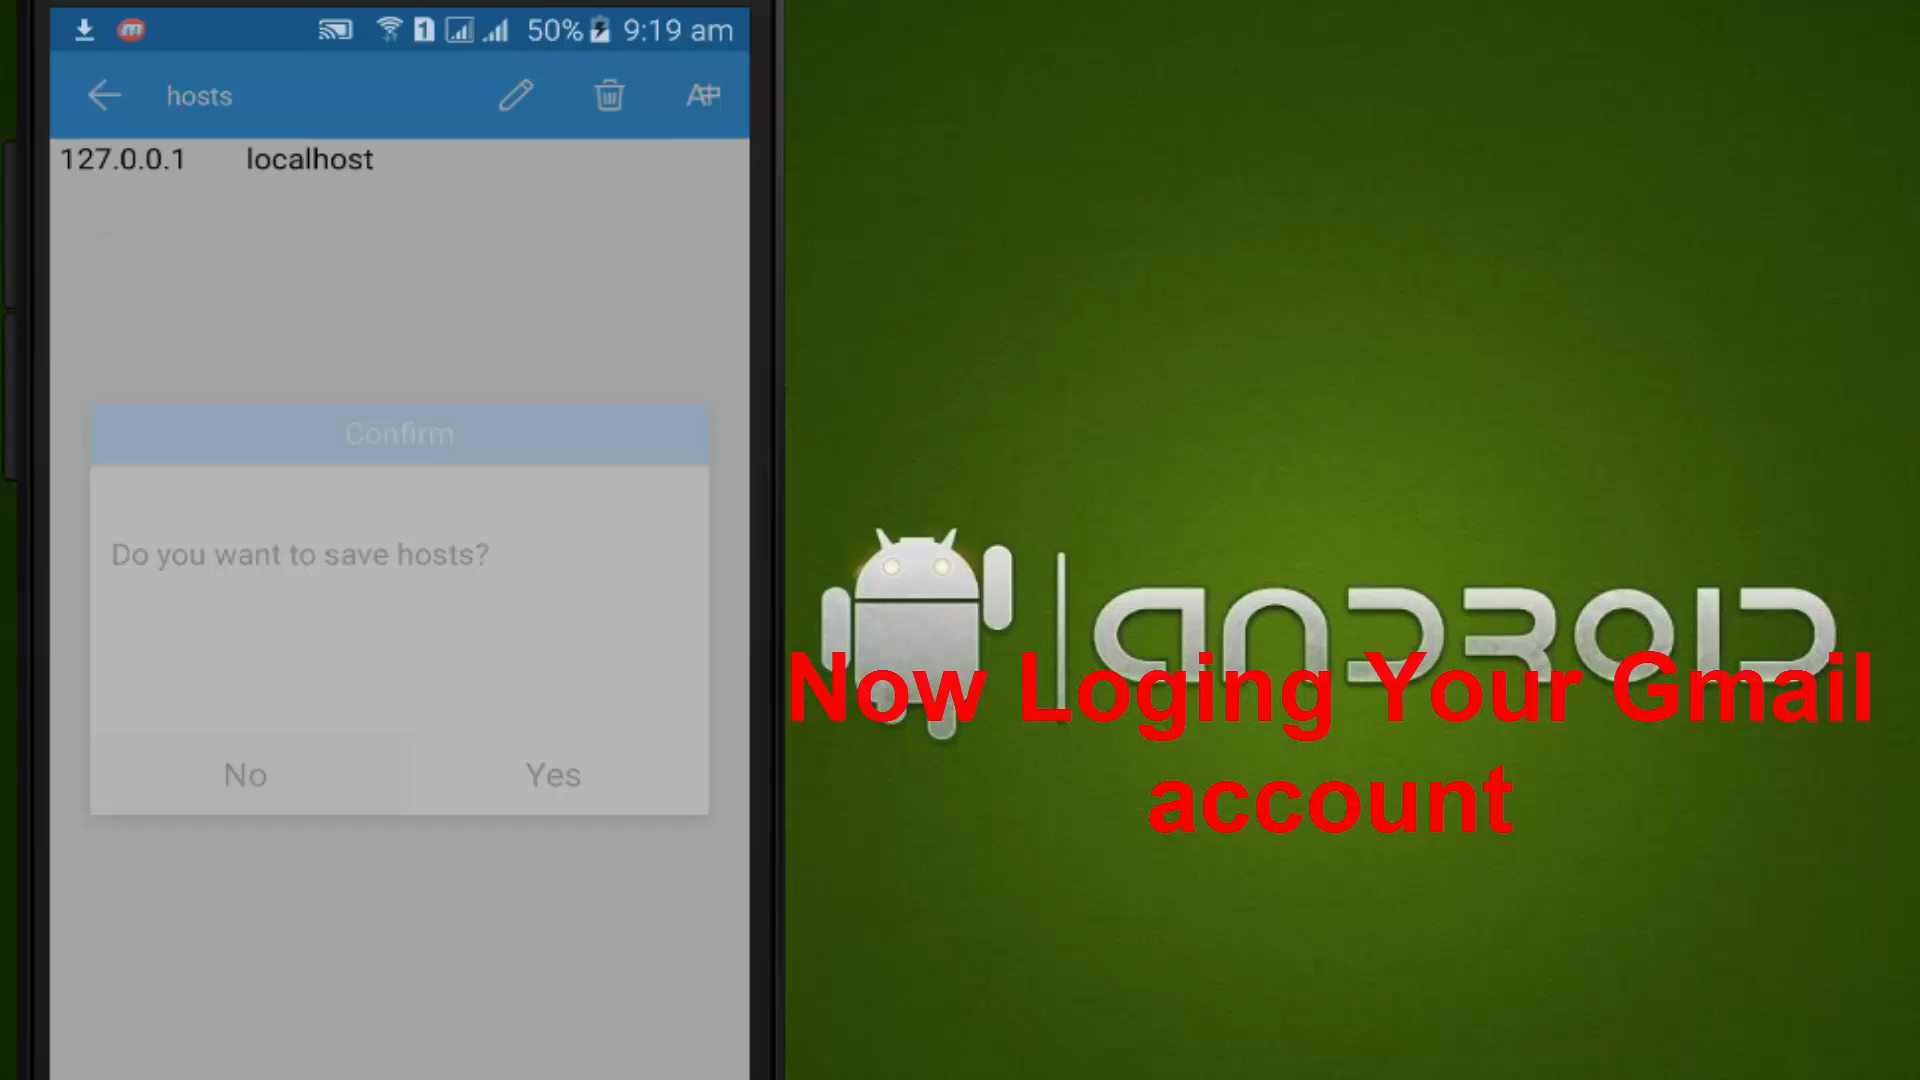 1 50% 9:19 am
hosts
127.0.0.1 localhost
Confirm
Do you want to save hosts?
No Yes
ANDROID
Now Loging Your Gmail
account